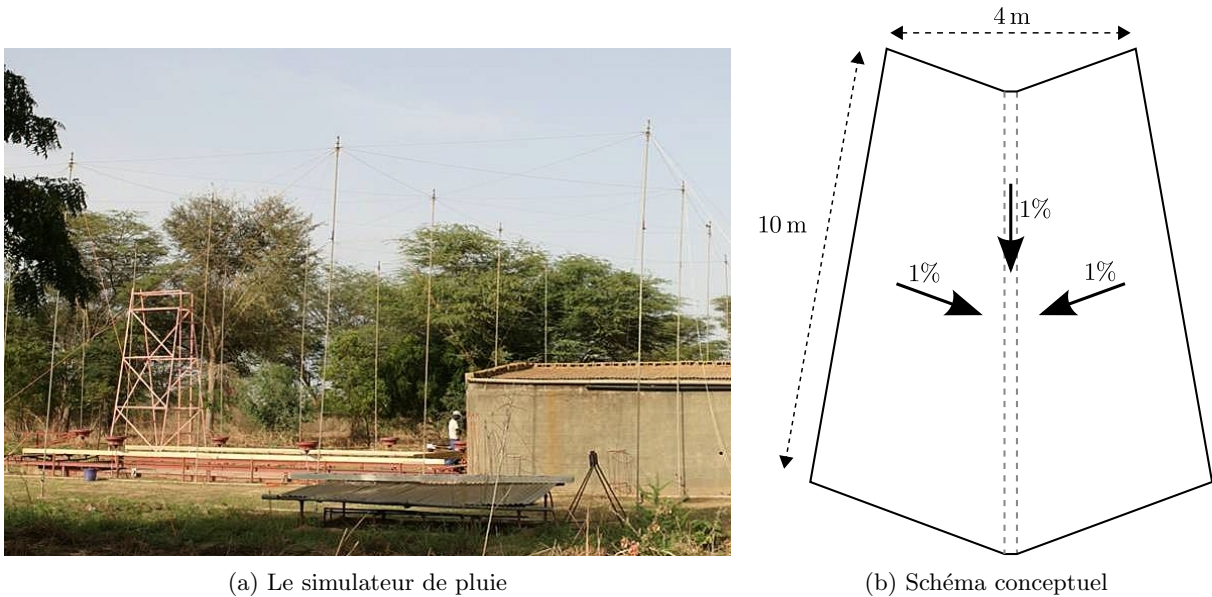 4 m
1%
10 m
1%
1%
(a) Le simulateur de pluie
(b) Schéma conceptuel